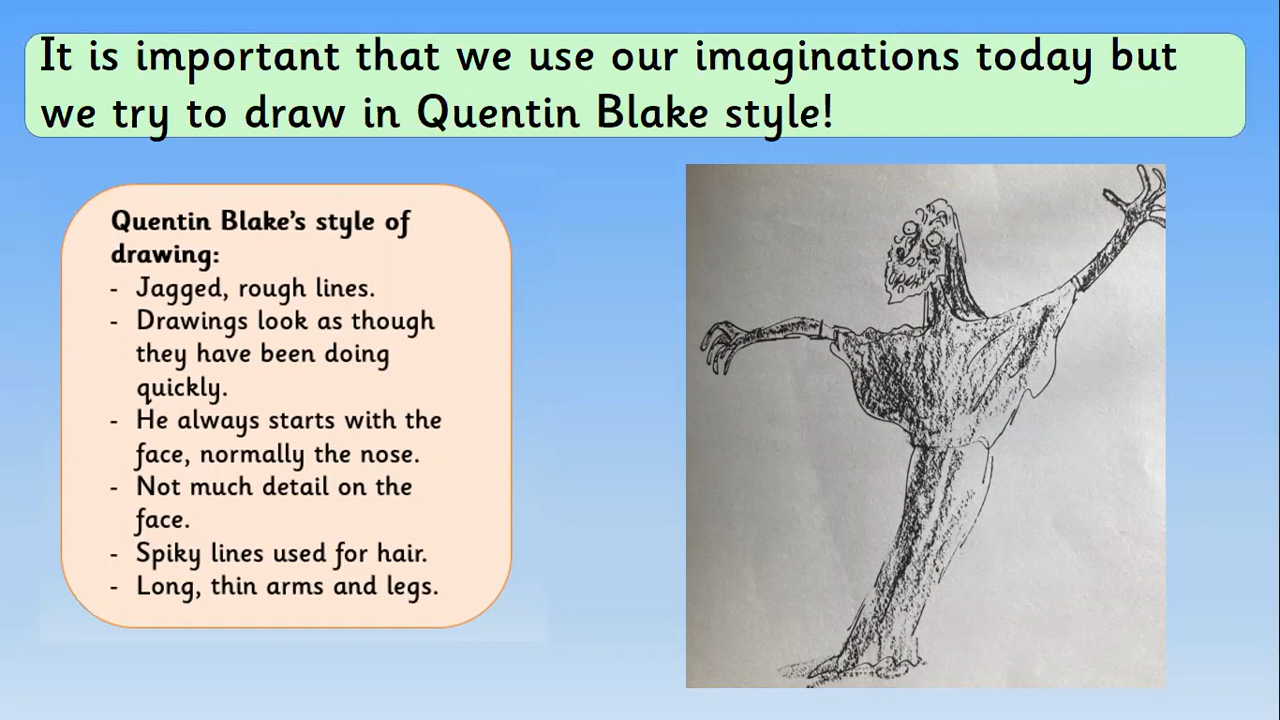 It is important that we use our imaginations today but
we try to draw in Quentin Blake style!
Quentin Blake’s style of
drawing:
- Jagged, rough lines.
- Drawings look as though
they have been doing
quickly.
- He always starts with the
face, normally the nose.
- Not much detail on the
face.
- Spiky lines used for hair.
- Long, thin arms and legs.